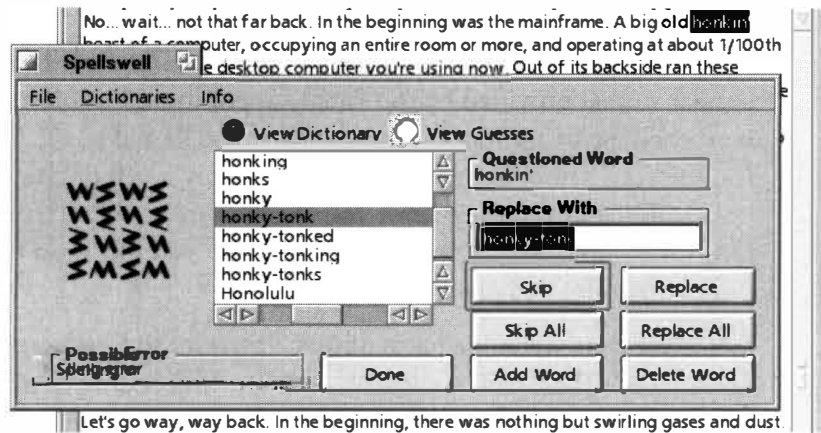 No... wait... not that far back. In the beginning was the mainframe. A big old honkin'
heart of a computer, occupying an entire room or more, and operating at about 1/100th
Spellswell
e desktop computer you're using now. Out of its backside ran these
File Dictionaries Info
View Dictionary View Guesses
honking
honks
honky
honky-tonk
honky-tonked
honky-tonking
honky-tonks
Honolulu
Questioned Word
honkin'
Replace With
honky-tonk
Skip Replace
Skip All Replace All
Possible Error
Done Add Word Delete Word
Let's go way, way back. In the beginning, there was nothing but swirling gases and dust.